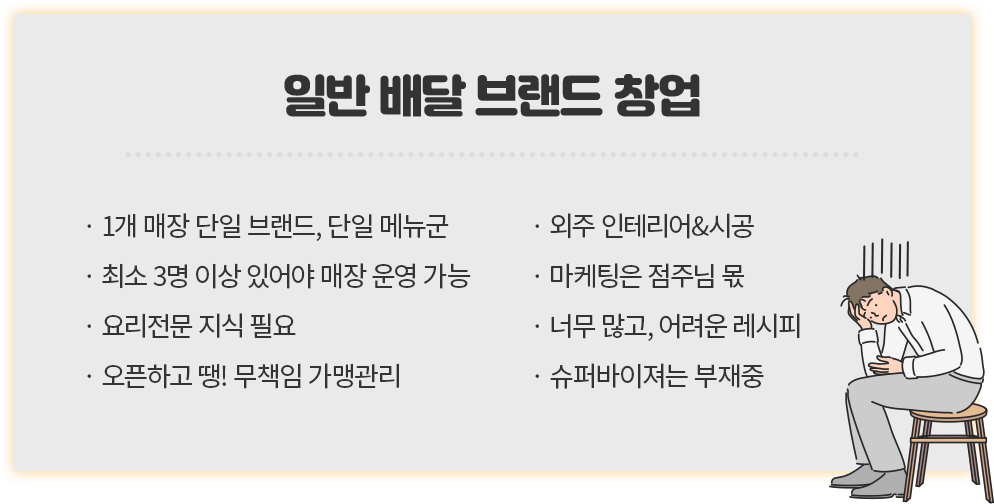 일반 배달 브랜드 창업
· 1개 매장 단일 브랜드, 단일 메뉴군
· 최소 3명 이상 있어야 매장 운영 가능
· 요리전문 지식 필요
· 오픈하고 땡! 무책임 가맹관리
· 외주 인테리어&시공
· 마케팅은 점주님 몫
· 너무 많고, 어려운 레시피
· 슈퍼바이져는 부재중